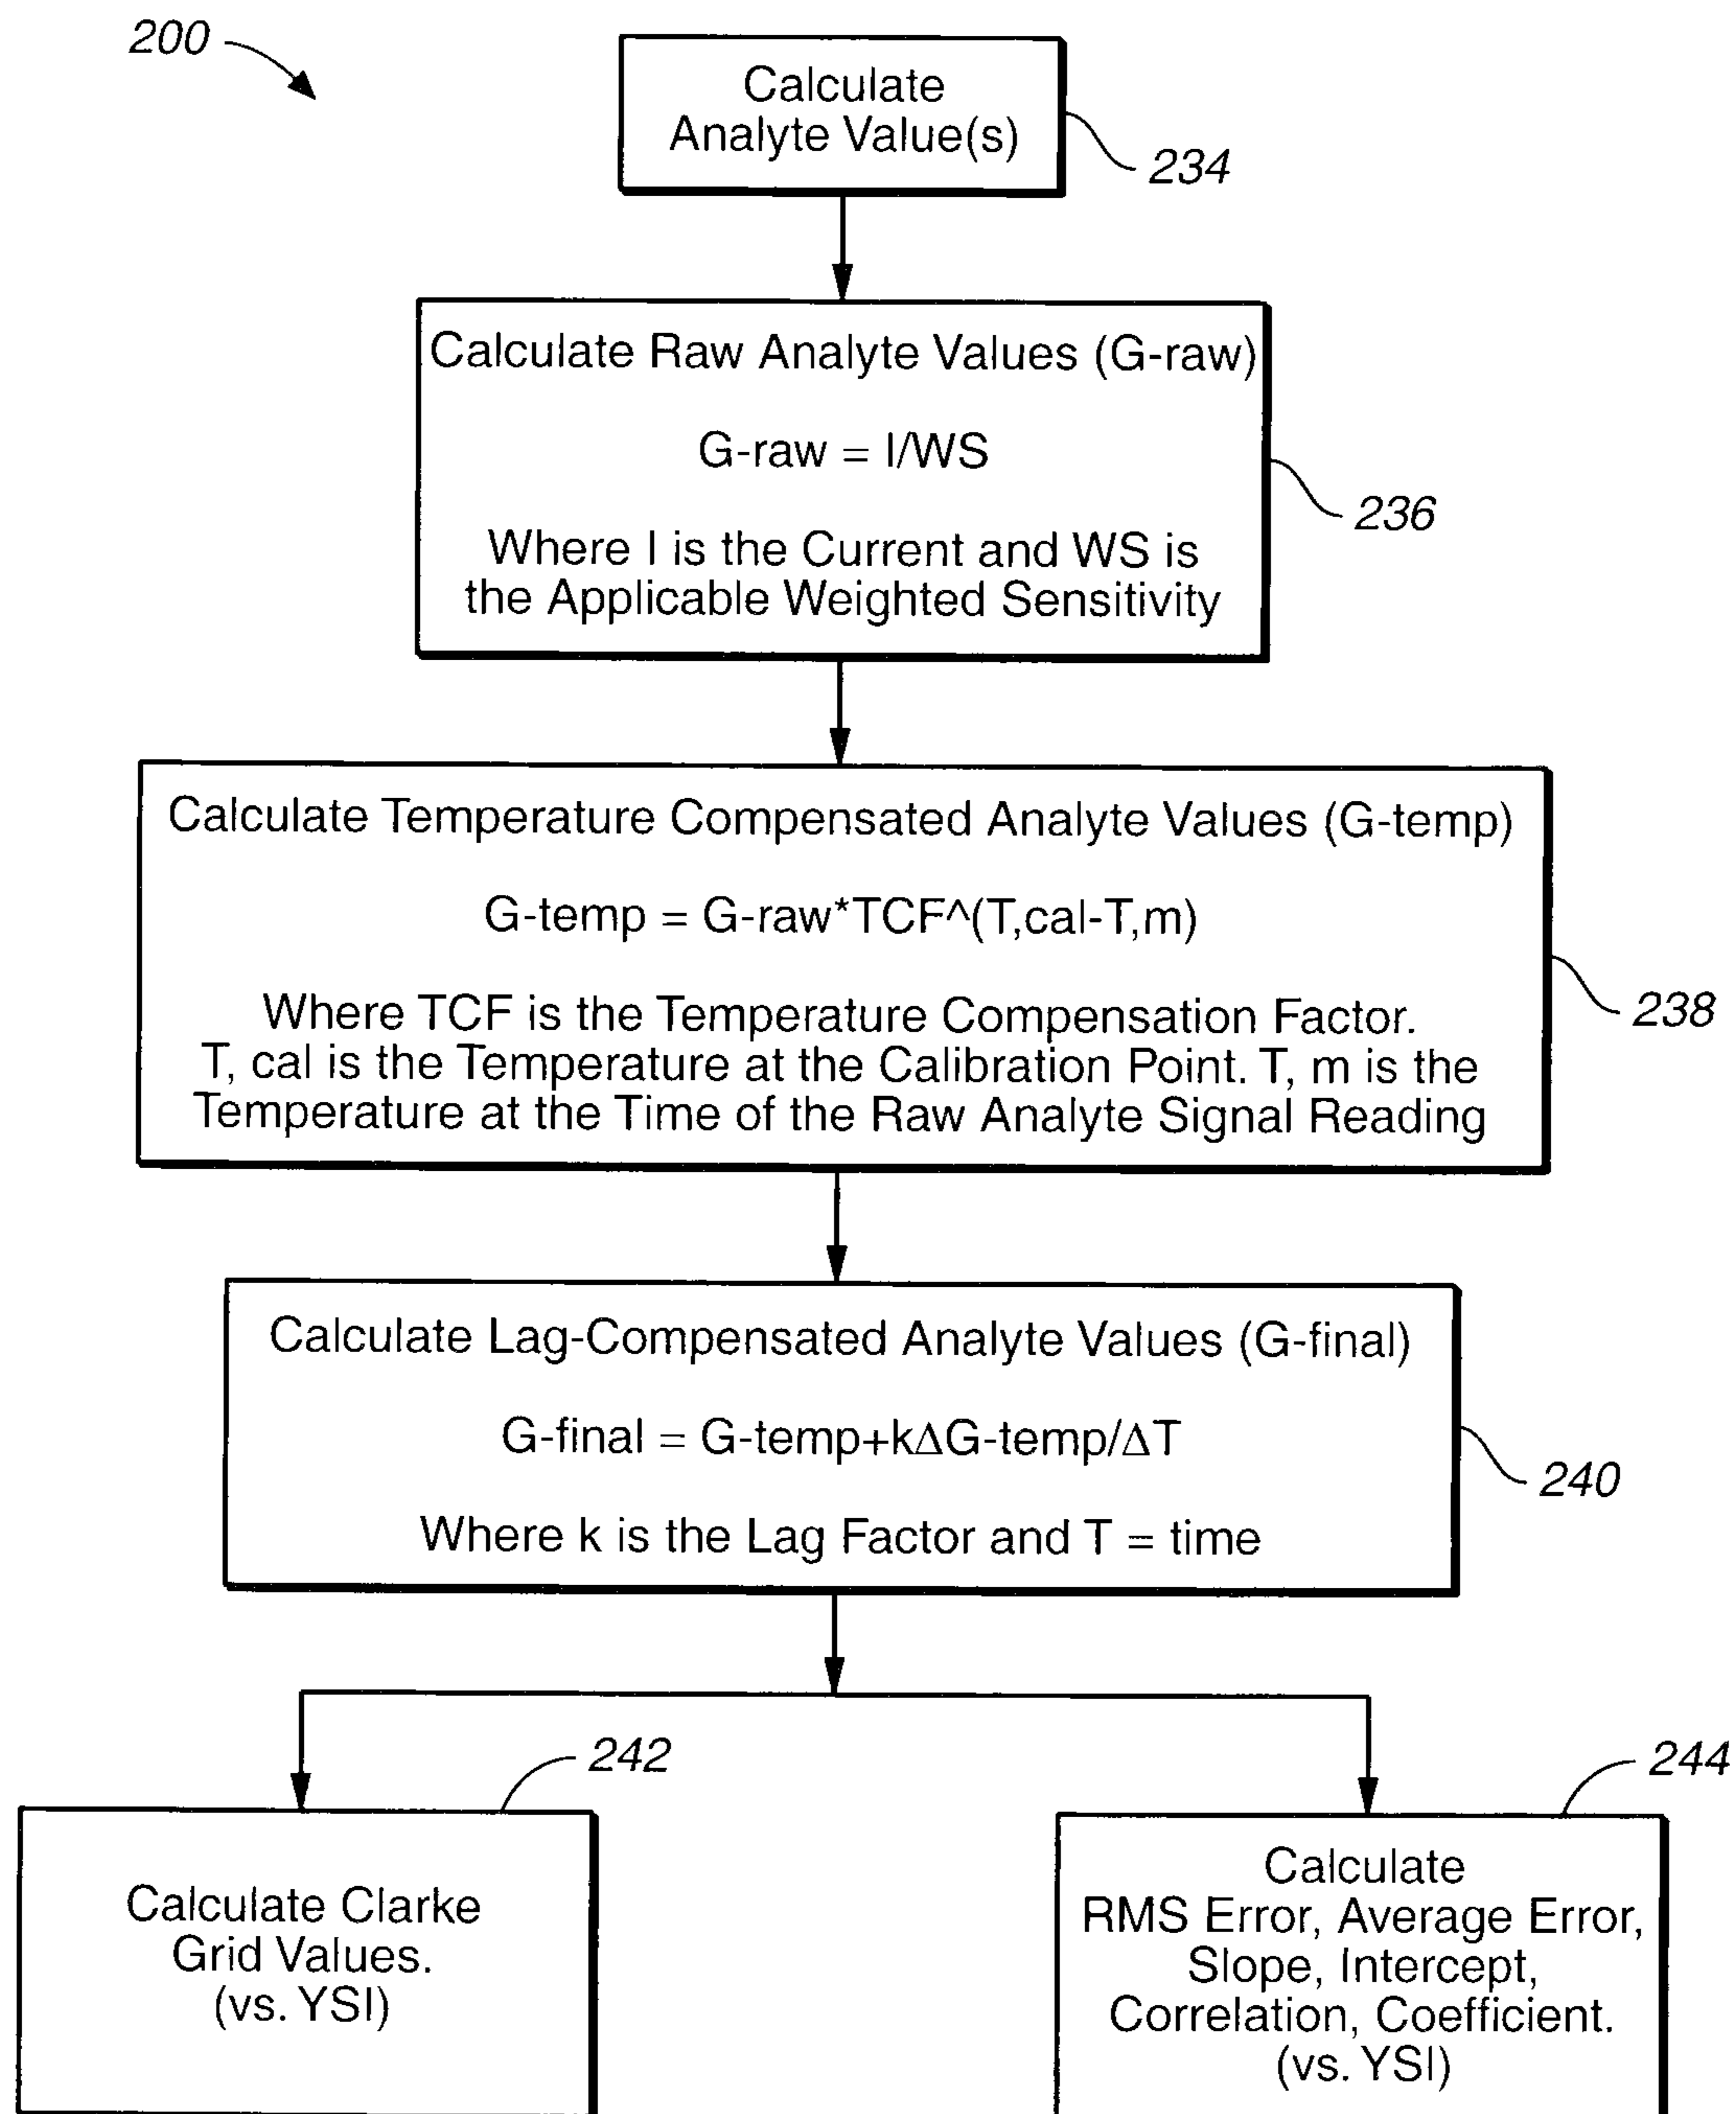 200
Calculate
Analyte Value(s)
234
Calculate Raw Analyte Values (G-raw)
G-raw = I/WS
Where I is the Current and WS is
the Applicable Weighted Sensitivity
236
Calculate Temperature Compensated Analyte Values (G-temp)
G-temp = G-raw*TCF^(T,cal-T,m)
Where TCF is the Temperature Compensation Factor.
T, cal is the Temperature at the Calibration Point. T, m is the
Temperature at the Time of the Raw Analyte Signal Reading
238
Calculate Lag-Compensated Analyte Values (G-final)
G-final = G-temp+kΔG-temp/ΔT
Where k is the Lag Factor and T = time
240
242
Calculate Clarke
Grid Values.
(vs. YSI)
244
Calculate
RMS Error, Average Error,
Slope, Intercept,
Correlation, Coefficient.
(vs. YSI)